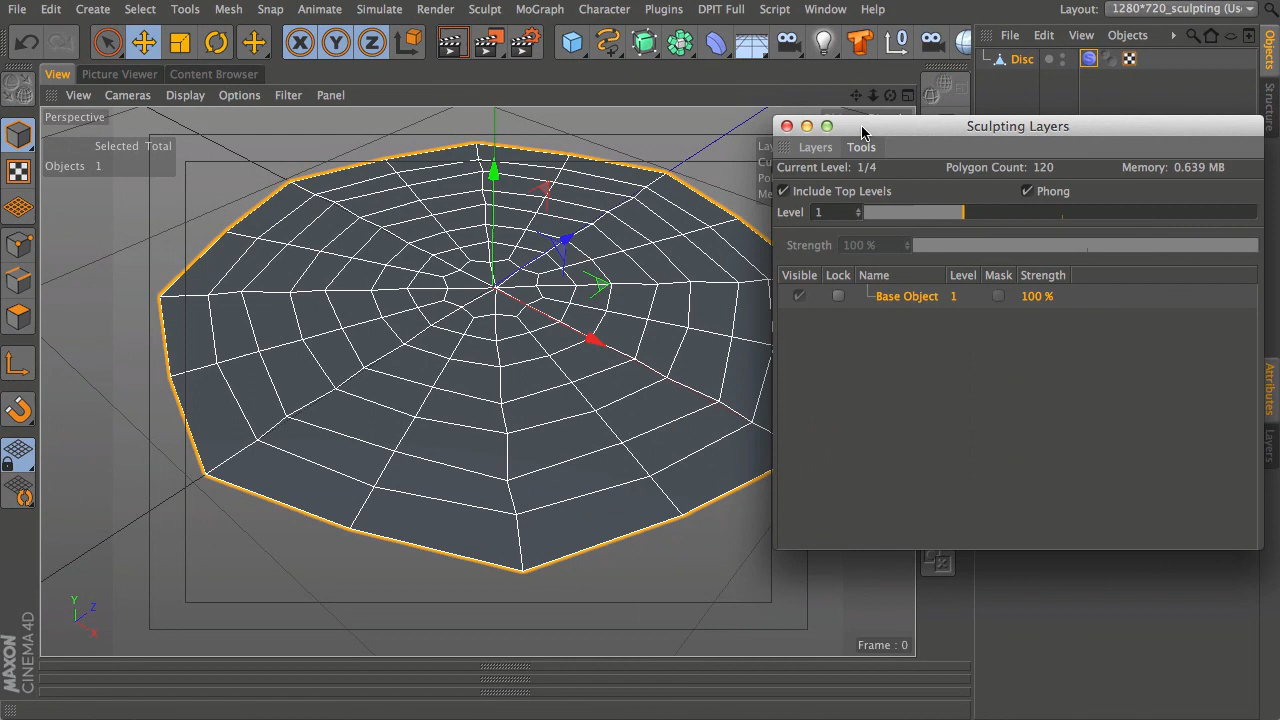 File Edit Create Select Tools Mesh Snap Animate Simulate Render Sculpt MoGraph Character Plugins DPIT Full Script Window Help Layout: 1280*720_sculpting (Us
X Y Z
File Edit View Objects
Disc
View Picture Viewer Content Browser
View Cameras Display Options Filter Panel
Perspective
Selected Total
Objects 1
Sculpting Layers
Layers Tools
Current Level: 1/4 Polygon Count: 120 Memory: 0.639 MB
Include Top Levels Phong
Level 1
Strength 100 %
Visible Lock Name Level Mask Strength
Base Object 1 100 %
Y
Z
X
Frame : 0
MAXON
CINEMA 4D
Objects
Structure
Attributes
Layers